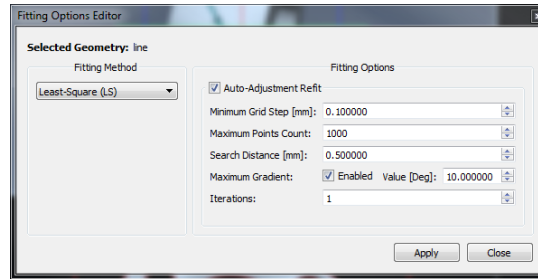 Fitting Options Editor
Selected Geometry: line
Fitting Method
Least-Square (LS)
Fitting Options
Auto-Adjustment Refit
Minimum Grid Step [mm]: 0.100000
Maximum Points Count: 1000
Search Distance [mm]: 0.500000
Maximum Gradient: Enabled Value [Deg]: 10.000000
Iterations: 1
Apply Close